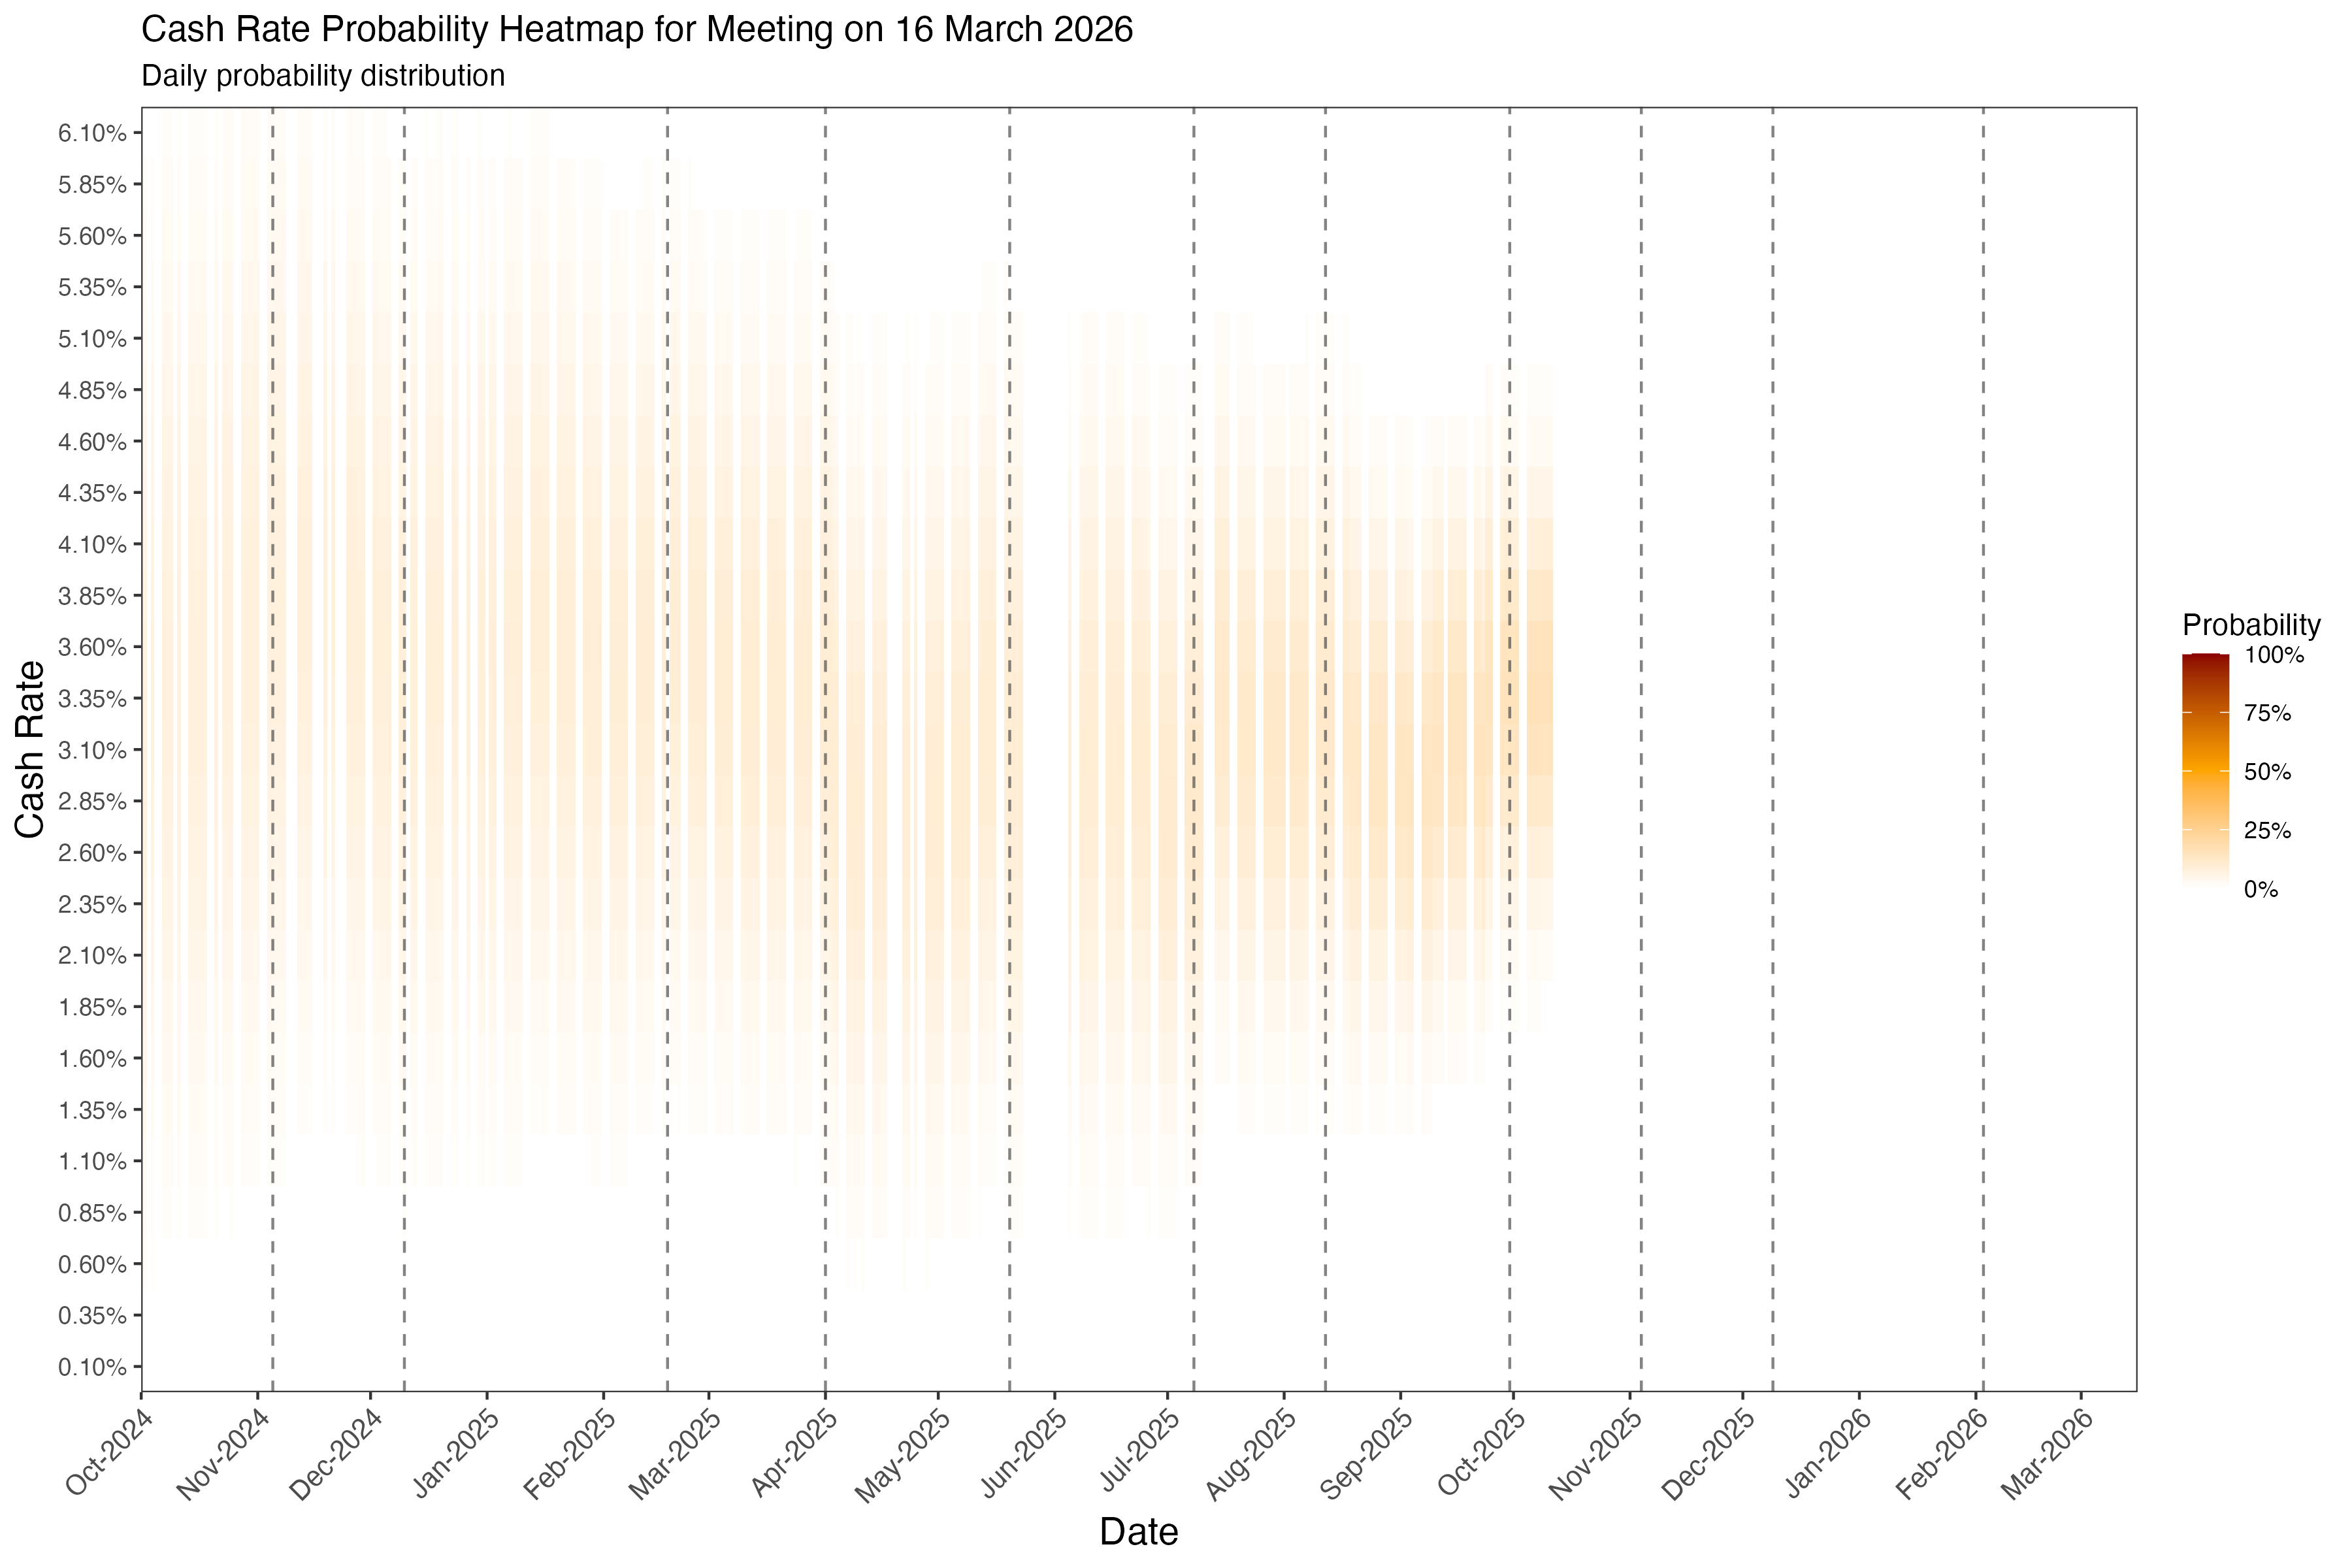 Cash Rate Probability Heatmap for Meeting on 16 March 2026
Daily probability distribution
Cash Rate
6.10%
5.85%
5.60%
5.35%
5.10%
4.85%
4.60%
4.35%
4.10%
3.85%
3.60%
3.35%
3.10%
2.85%
2.60%
2.35%
2.10%
1.85%
1.60%
1.35%
1.10%
0.85%
0.60%
0.35%
0.10%
Oct-2024
Nov-2024
Dec-2024
Jan-2025
Feb-2025
Mar-2025
Apr-2025
May-2025
Jun-2025
Jul-2025
Aug-2025
Sep-2025
Oct-2025
Nov-2025
Dec-2025
Jan-2026
Feb-2026
Mar-2026
Date
Probability
100%
75%
50%
25%
0%